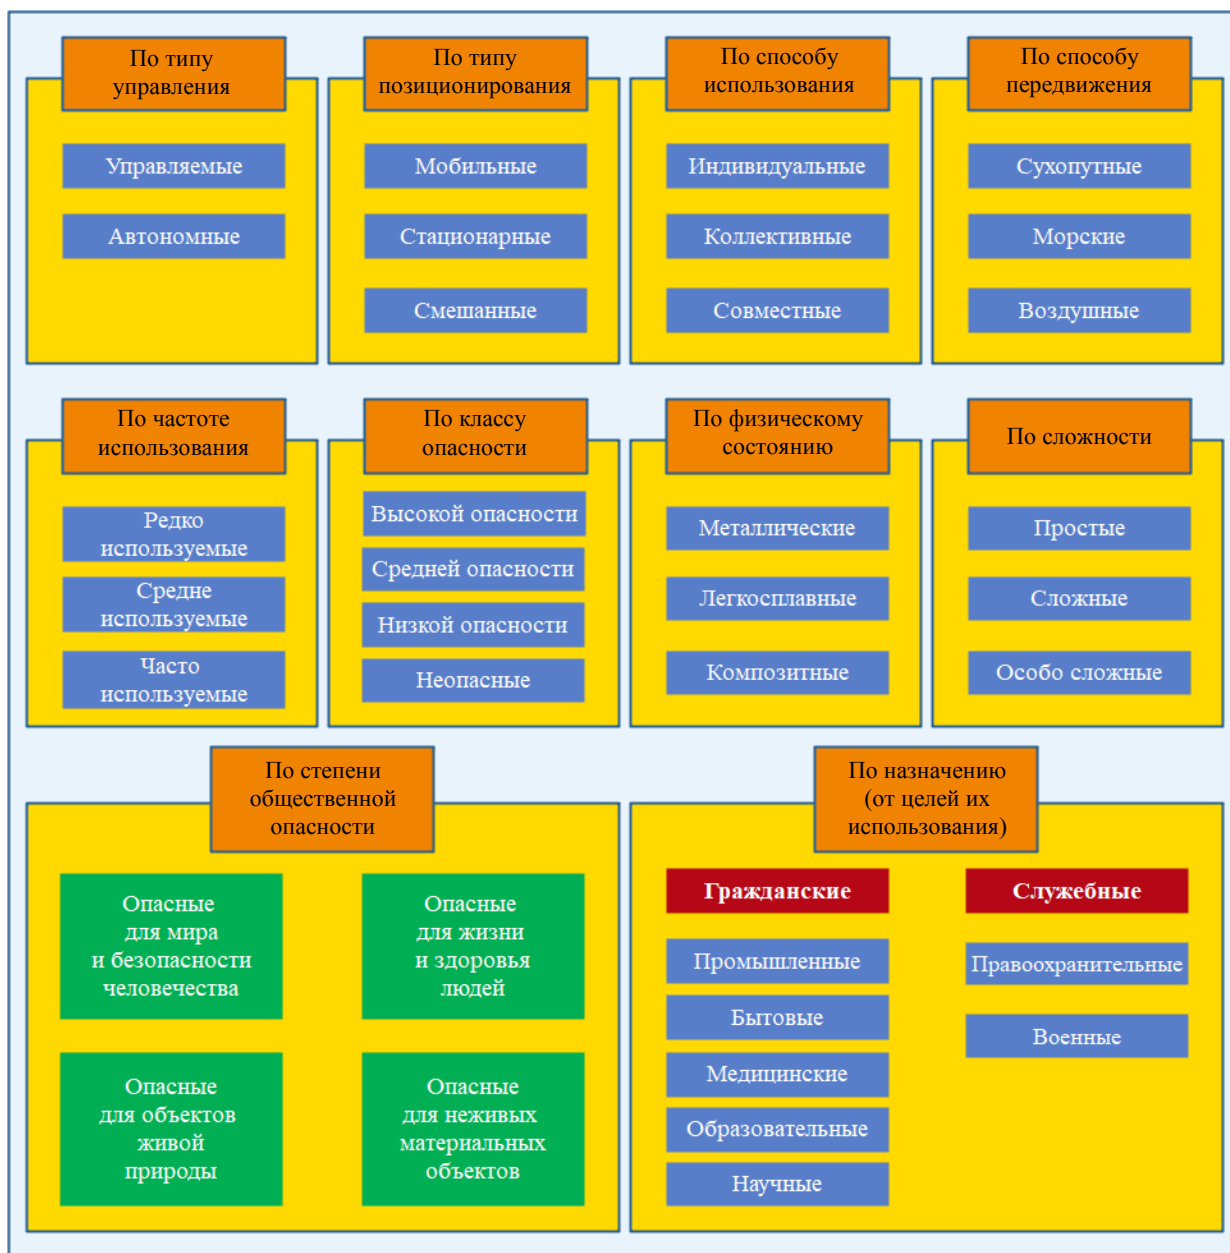 По типу
управления
Управляемые
Автономные
По типу
позиционирования
Мобильные
Стационарные
Смешанные
По способу
использования
Индивидуальные
Коллективные
Совместные
По способу
передвижения
Сухопутные
Морские
Воздушные
По частоте
использования
Редко
используемые
Средне
используемые
Часто
используемые
По классу
опасности
Высокой опасности
Средней опасности
Низкой опасности
Неопасные
По физическому
состоянию
Металлические
Легкосплавные
Композитные
По сложности
Простые
Сложные
Особо сложные
По степени
общественной
опасности
Опасные
для мира
и безопасности
человечества
Опасные
для жизни
и здоровья
людей
Опасные
для объектов
живой
природы
Опасные
для неживых
материальных
объектов
По назначению
(от целей их
использования)
Гражданские
Промышленные
Бытовые
Медицинские
Образовательные
Научные
Служебные
Правоохранительные
Военные